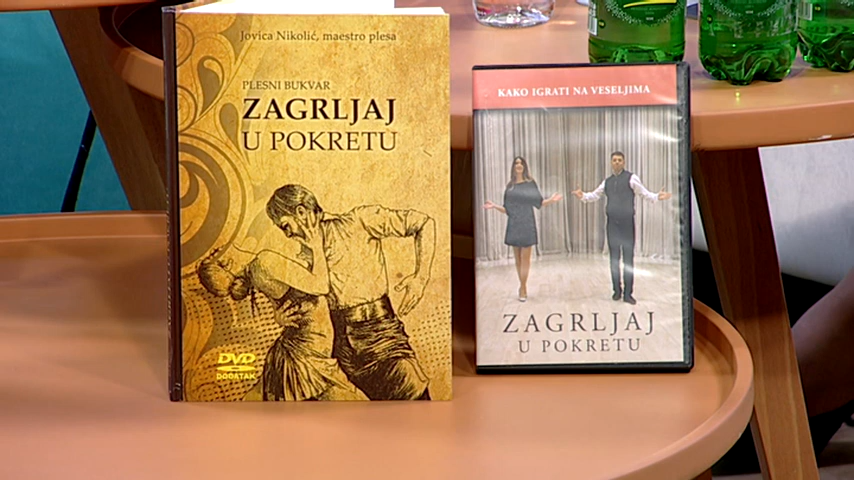 Jovica Nikolić, maestro plesa
PLESNI BUKVAR
ZAGRLJAJ
U POKRETU
DVD
DODATAK
KAKO IGRATI NA VESELJIMA
ZAGRLJAJ
U POKRETU